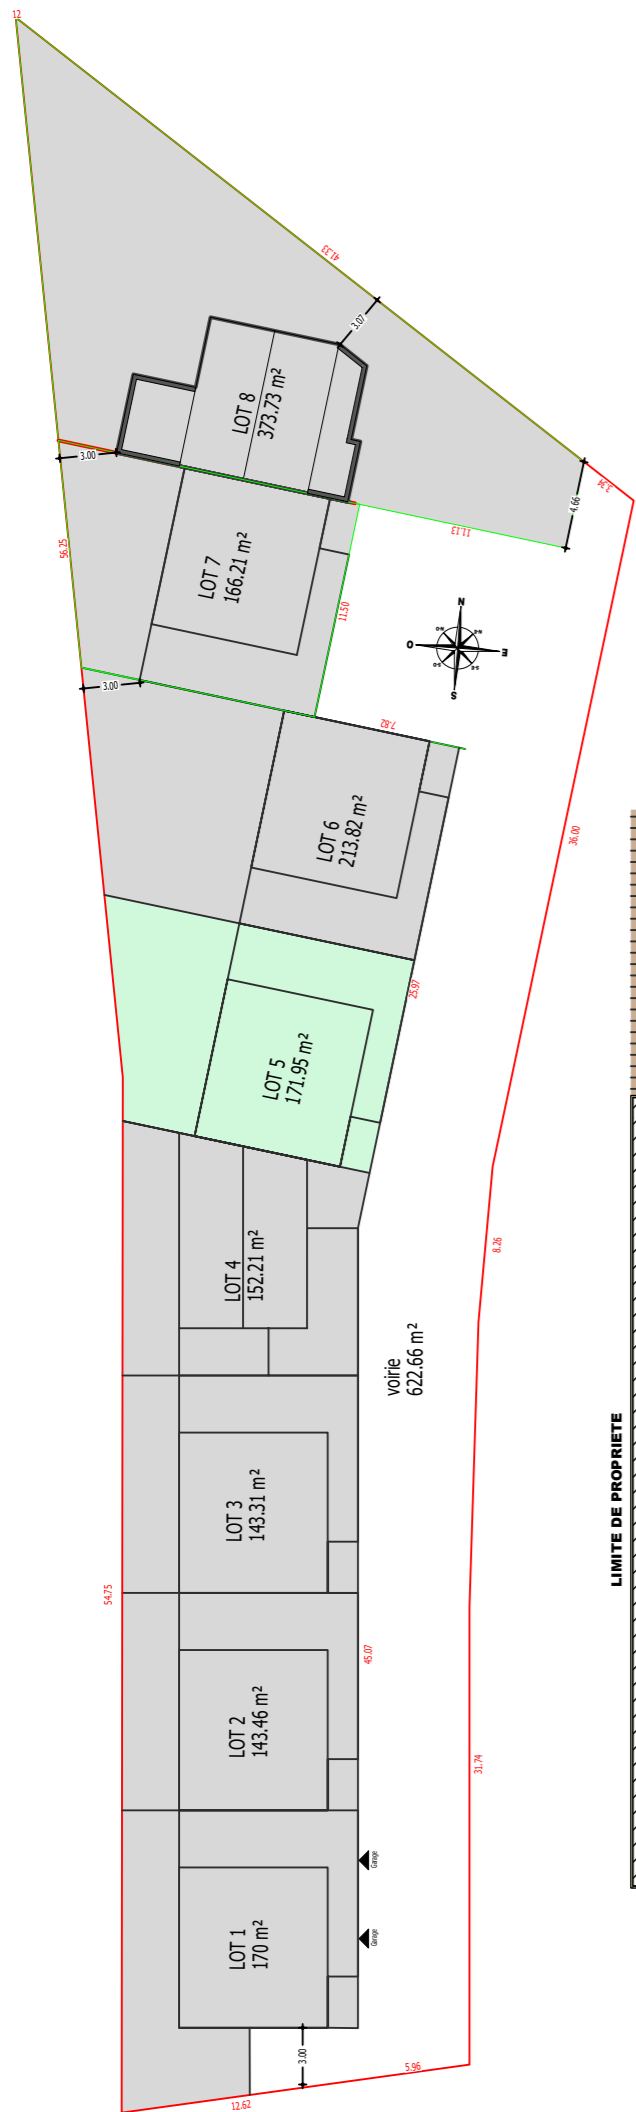 12
41.33
3.07
LOT 8
373.73 m²
3.00
3.34
4.66
11.13
56.25
LOT 7
166.21 m²
11.50
N
O
E
S
N-O
N-E
S-O
S-E
3.00
7.82
LOT 6
213.82 m²
36.00
25.97
LOT 5
171.95 m²
LOT 4
152.21 m²
8.26
voirie
622.66 m²
LIMITE DE PROPRIETE
LOT 3
143.31 m²
54.75
45.07
LOT 2
143.46 m²
31.74
Garage
Garage
LOT 1
170 m²
3.00
5.96
12.62